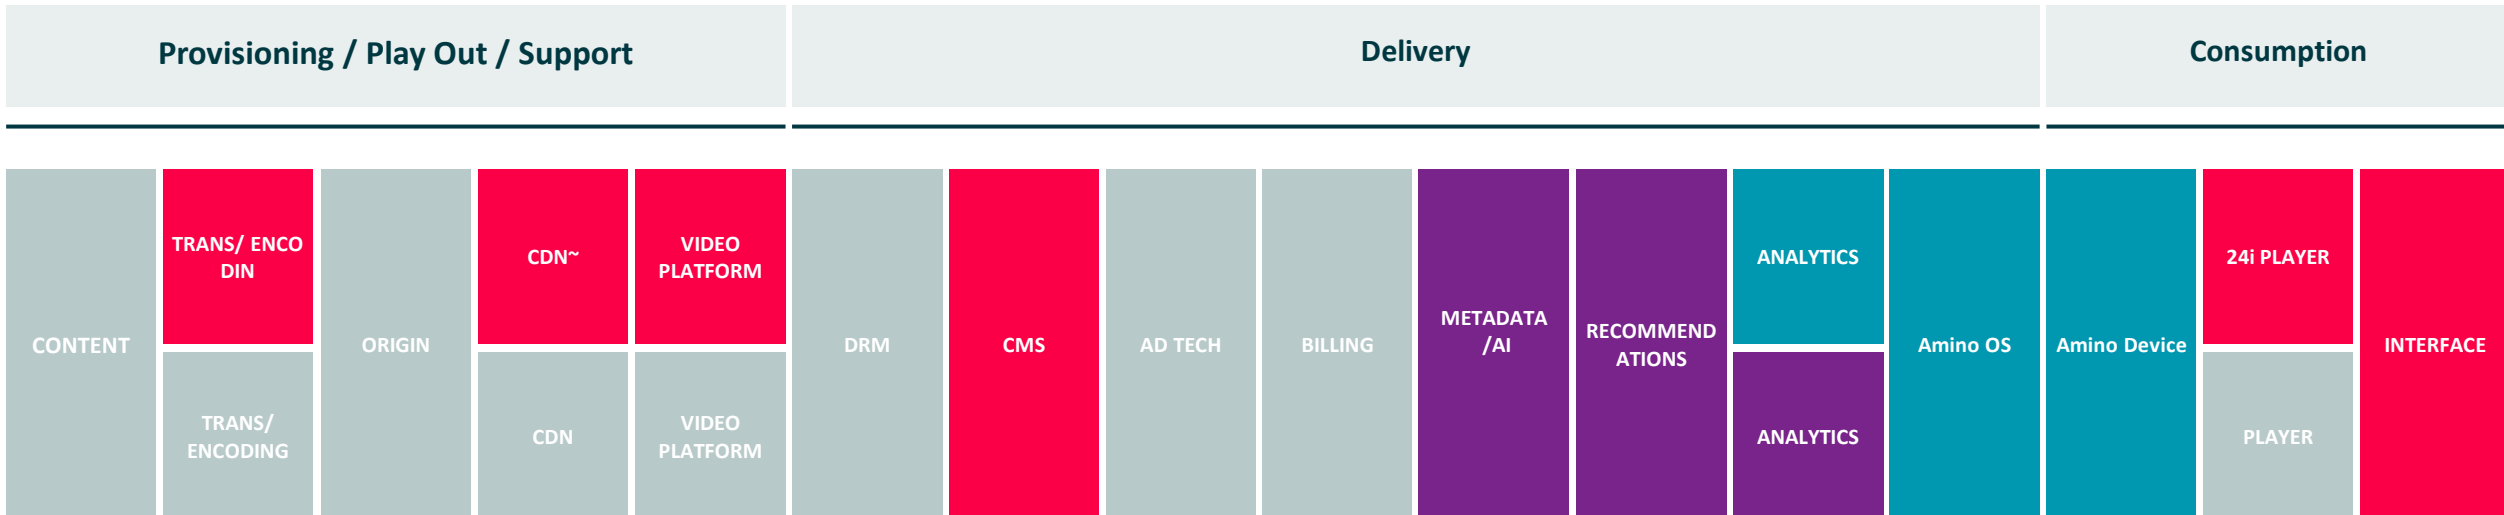 Provisioning / Play Out / Support
Delivery
Consumption
CONTENT
TRANS/ ENCO
DIN
TRANS/
ENCODING
ORIGIN
CDN~
CDN
VIDEO
PLATFORM
VIDEO
PLATFORM
DRM
CMS
AD TECH
BILLING
METADATA
/AI
RECOMMEND
ATIONS
ANALYTICS
ANALYTICS
Amino OS
Amino Device
24i PLAYER
PLAYER
INTERFACE